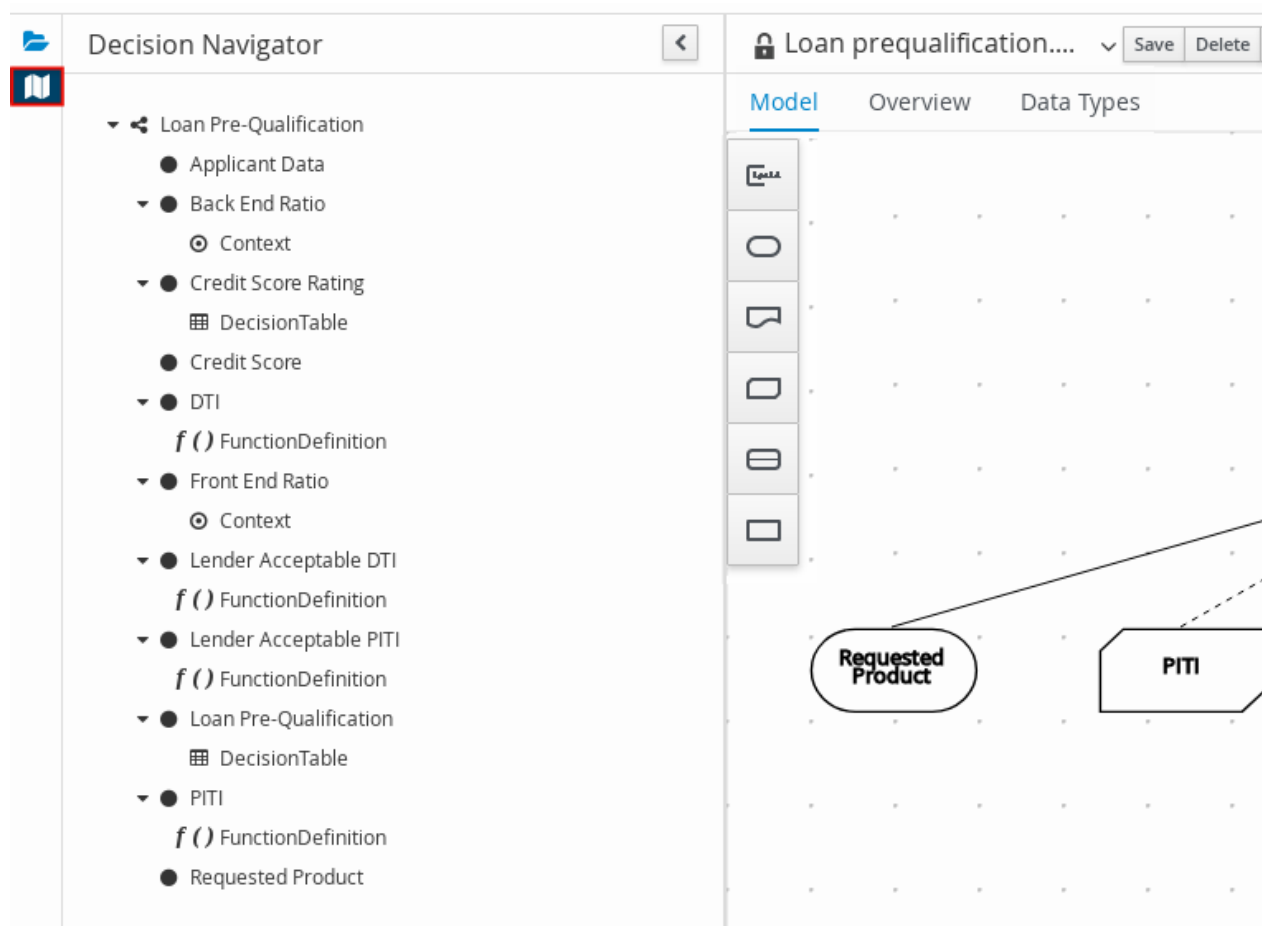 Decision Navigator
Loan Pre-Qualification
Applicant Data
Back End Ratio
Context
Credit Score Rating
DecisionTable
Credit Score
DTI
f () FunctionDefinition
Front End Ratio
Context
Lender Acceptable DTI
f () FunctionDefinition
Lender Acceptable PITI
f () FunctionDefinition
Loan Pre-Qualification
DecisionTable
PITI
f () FunctionDefinition
Requested Product
Loan prequalification.... Save Delete
Model Overview Data Types
Requested
Product
PITI